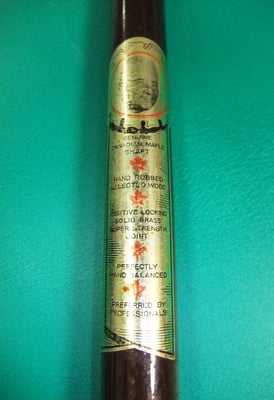 GENUINE
CANADIAN MAPLE
SHAFT
HAND RUBBED
SELECTED WOOD
POSITIVE LOCKING
SOLID BRASS
SUPER STRENGTH
JOINT
PERFECTLY
HAND BALANCED
PREFERRED BY
PROFESSIONALS